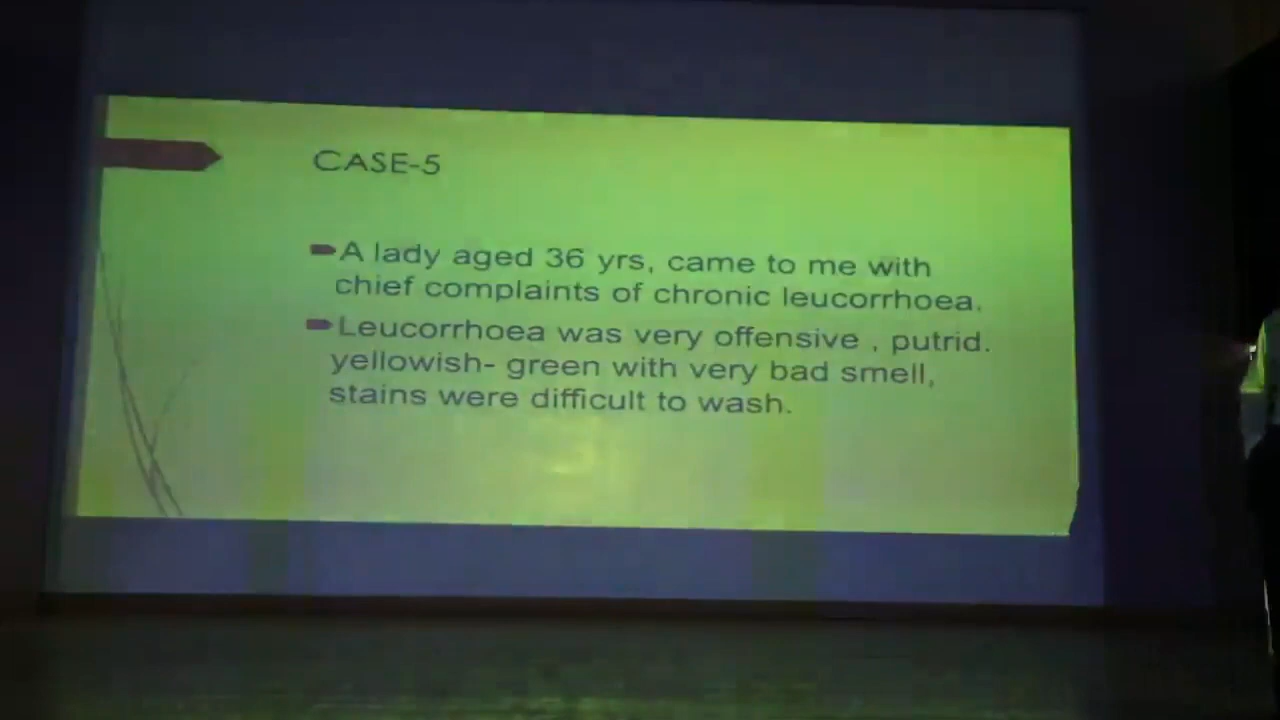 CASE-5
A lady aged 36 yrs, came to me with
chief complaints of chronic leucorrhoea.
Leucorrhoea was very offensive , putrid.
yellowish- green with very bad smell,
stains were difficult to wash.